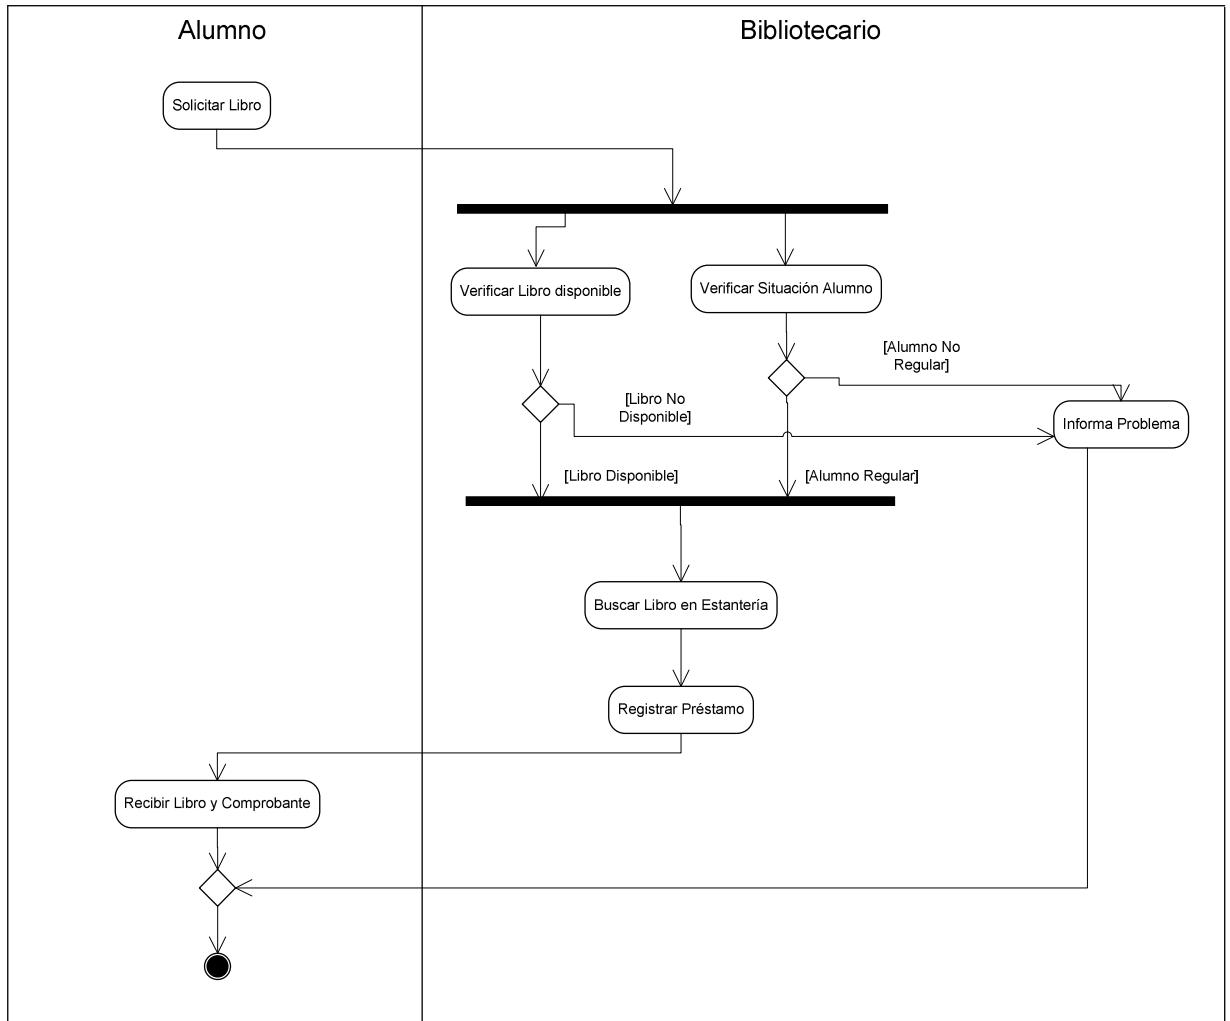 Alumno
Bibliotecario
Solicitar Libro
Verificar Libro disponible
Verificar Situación Alumno
[Alumno No
Regular]
[Libro No
Disponible]
Informa Problema
[Libro Disponible]
[Alumno Regular]
Buscar Libro en Estantería
Registrar Préstamo
Recibir Libro y Comprobante